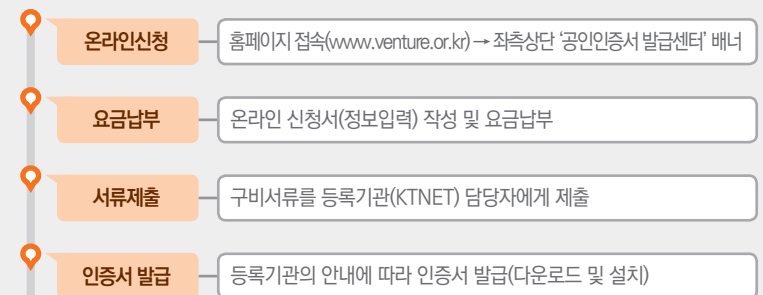 온라인신청 홈페이지 접속(www.venture.or.kr) → 좌측상단 ‘공인인증서 발급센터’ 배너
요금납부 온라인 신청서(정보입력) 작성 및 요금납부
서류제출 구비서류를 등록기관(KTNET) 담당자에게 제출
인증서 발급 등록기관의 안내에 따라 인증서 발급(다운로드 및 설치)